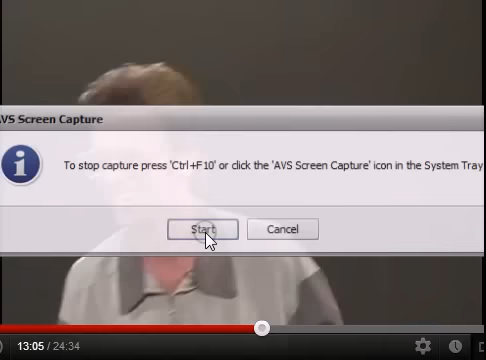 AVS Screen Capture
To stop capture press 'Ctrl+F10' or click the 'AVS Screen Capture' icon in the System Tray
Start Cancel
13:05 / 24:34